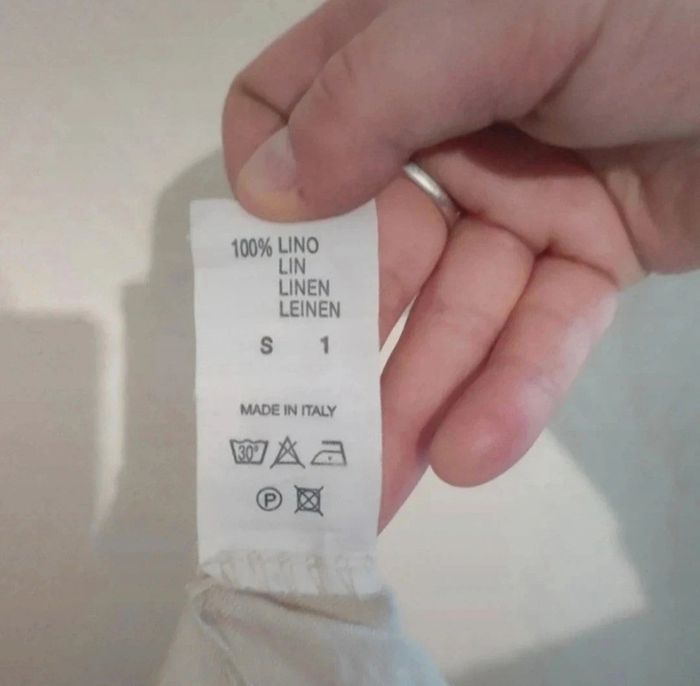 100% LINO
LIN
LINEN
LEINEN
S 1
MADE IN ITALY
30°
P